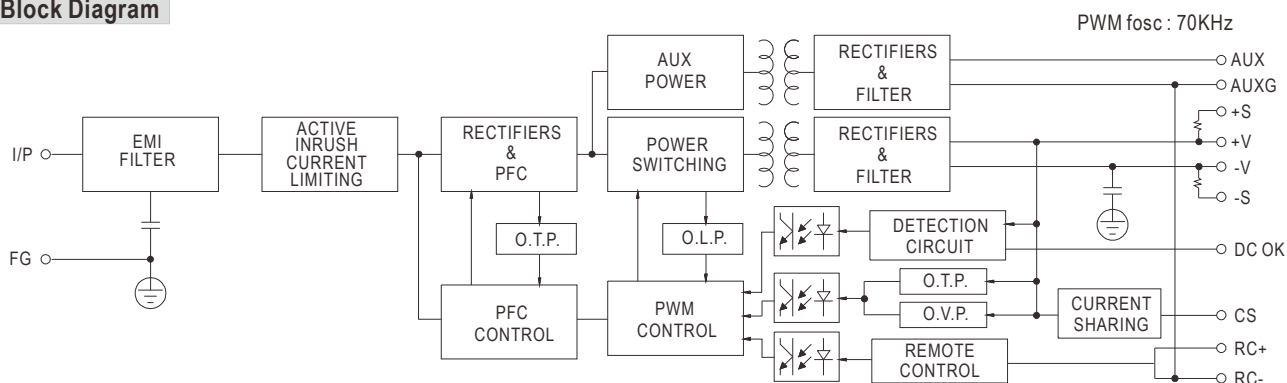 Block Diagram
PWM fosc : 70KHz
AUX
POWER
RECTIFIERS
&
FILTER
AUX
AUXG
+S
I/P
EMI
FILTER
ACTIVE
INRUSH
CURRENT
LIMITING
RECTIFIERS
&
PFC
POWER
SWITCHING
RECTIFIERS
&
FILTER
+V
-V
-S
O.T.P.
O.L.P.
DETECTION
CIRCUIT
DC OK
FG
PFC
CONTROL
PWM
CONTROL
O.T.P.
O.V.P.
CURRENT
SHARING
CS
REMOTE
CONTROL
RC+
RC-